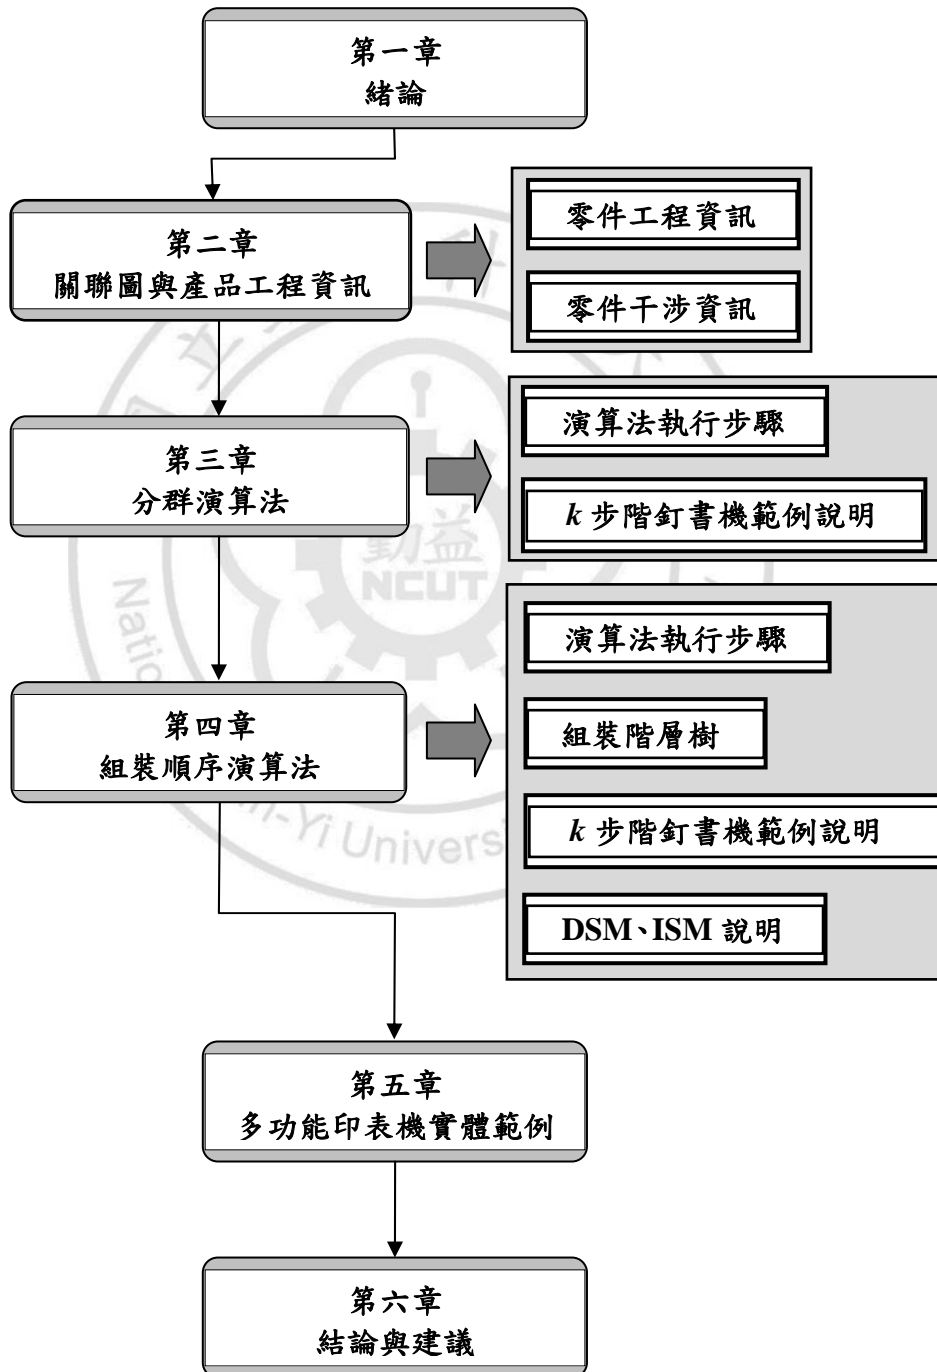 第一章
緒論
第二章
關聯圖與產品工程資訊
零件工程資訊
零件干涉資訊
第三章
分群演算法
演算法執行步驟
k 步階釘書機範例說明
第四章
組裝順序演算法
演算法執行步驟
組裝階層樹
k 步階釘書機範例說明
DSM、ISM 說明
第五章
多功能印表機實體範例
第六章
結論與建議
勤益
NCUT